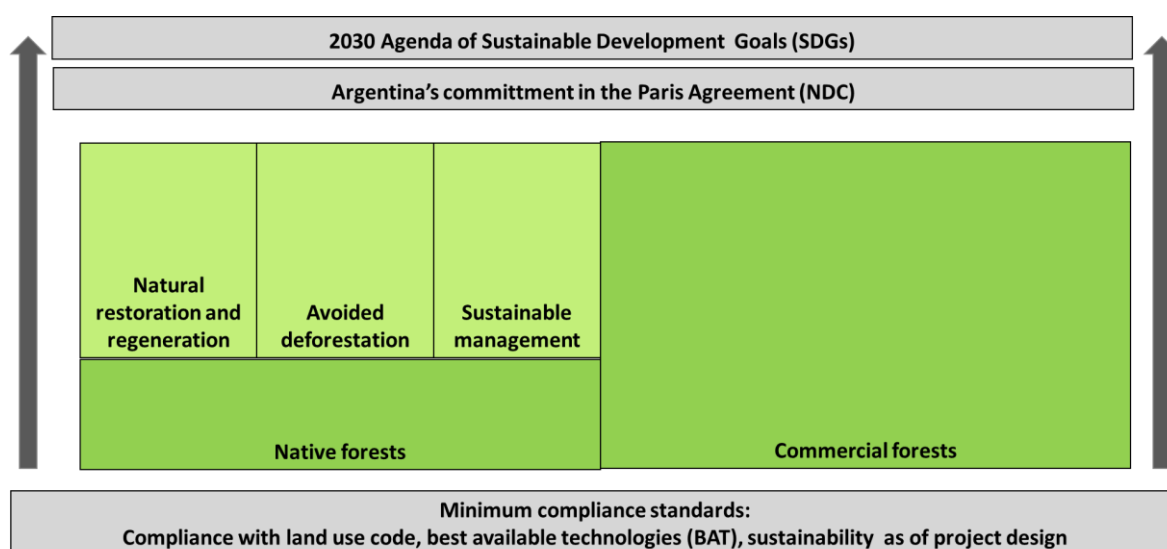 2030 Agenda of Sustainable Development Goals (SDGs)
Argentina's committment in the Paris Agreement (NDC)
Natural
restoration and
regeneration
Avoided
deforestation
Sustainable
management
Native forests
Commercial forests
Minimum compliance standards:
Compliance with land use code, best available technologies (BAT), sustainability as of project design